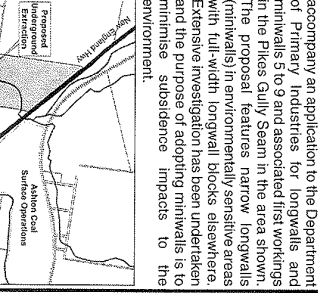 accompany an application to the Department
of Primary Industries for longwalls and
miniwalls 5 to 9 and associated first workings
in the Pikes Gully Seam in the area shown.
The proposal features narrow longwalls
(miniwalls) in environmentally sensitive areas
with full-width longwall blocks elsewhere.
Extensive investigation has been undertaken
and the purpose of adopting miniwalls is to
minimise subsidence impacts to the
environment.
New England Hwy
Proposed
Underground
Extraction
Ashton Coal
Surface Operations